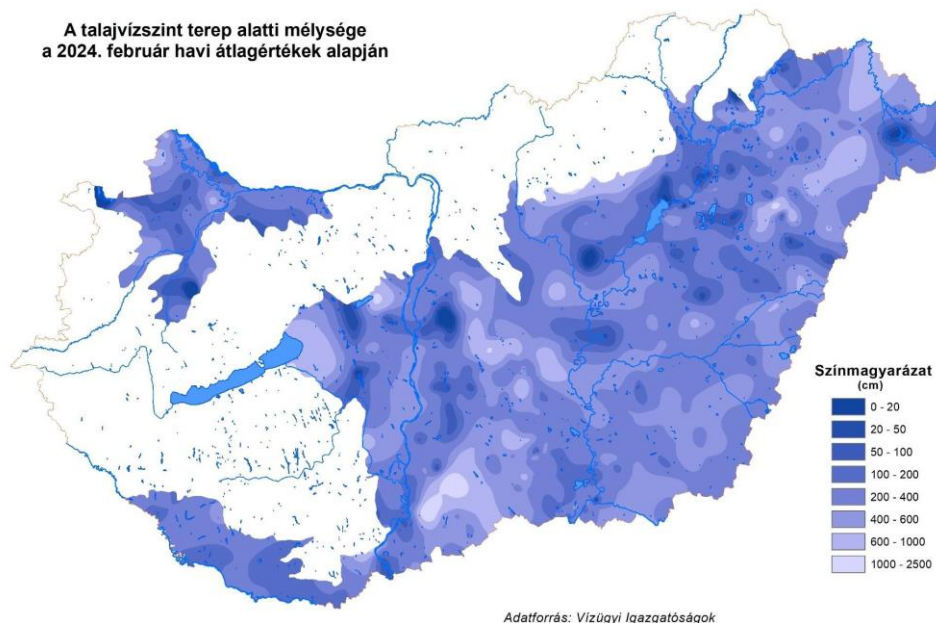 A talajvízszint terep alatti mélysége
a 2024. február havi átlagértékek alapján
Színmagyarázat
(cm)
0 - 20
20 - 50
50 - 100
100 - 200
200 - 400
400 - 600
600 - 1000
1000 - 2500
Adatforrás: Vízügyi Igazgatóságok